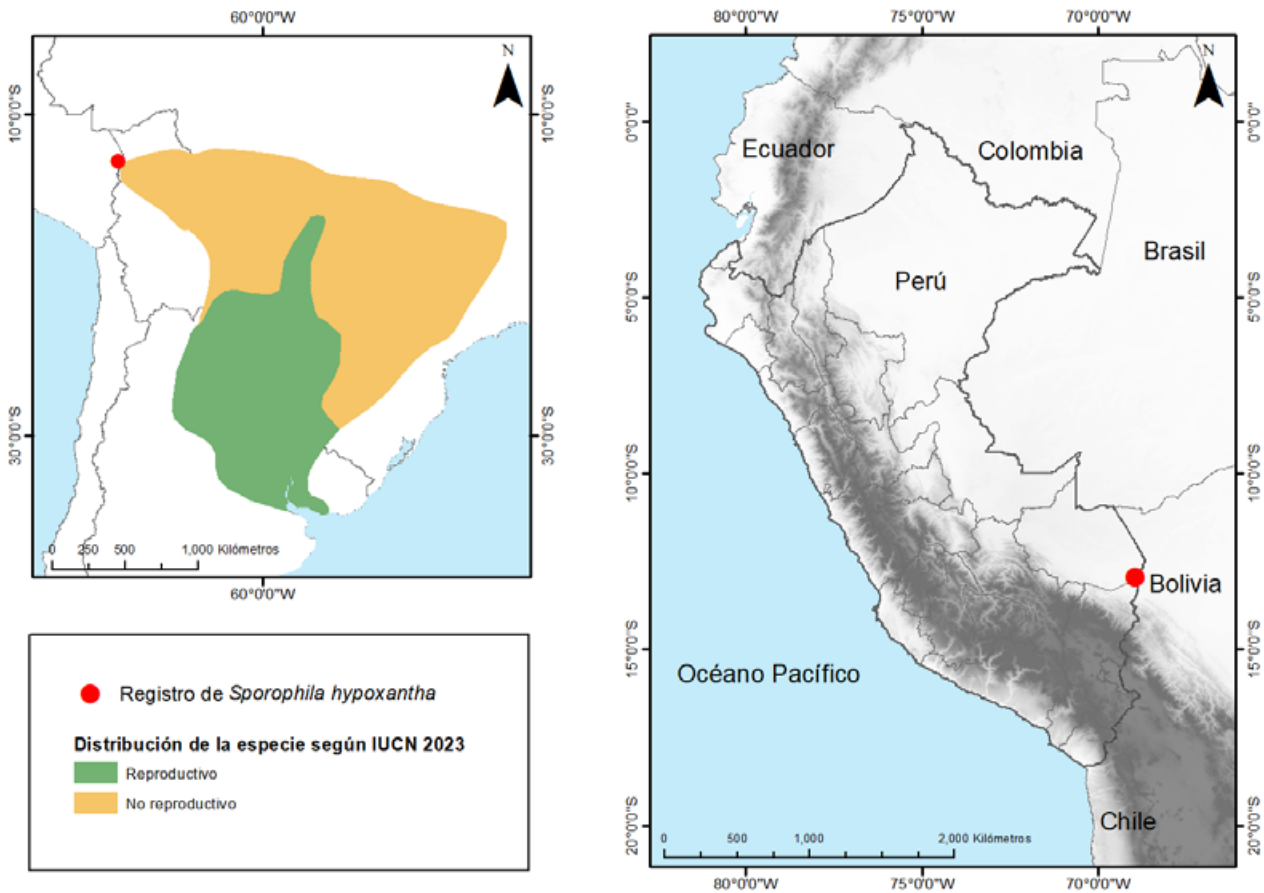 60°0'0"W
N
10°0'0"S
10°0'0"S
30°0'0"S
30°0'0"S
0 250 500 1,000 Kilómetros
60°0'0"W
Registro de Sporophila hypoxantha
Distribución de la especie según IUCN 2023
Reproductivo
No reproductivo
80°0'0"W 75°0'0"W 70°0'0"W
N
0°0'0"
0°0'0"
Ecuador
Colombia
Brasil
Perú
5°0'0"S
5°0'0"S
10°0'0"S
10°0'0"S
Bolivia
15°0'0"S
15°0'0"S
Océano Pacífico
Chile
20°0'0"S
20°0'0"S
0 500 1,000 2,000 Kilómetros
80°0'0"W 75°0'0"W 70°0'0"W